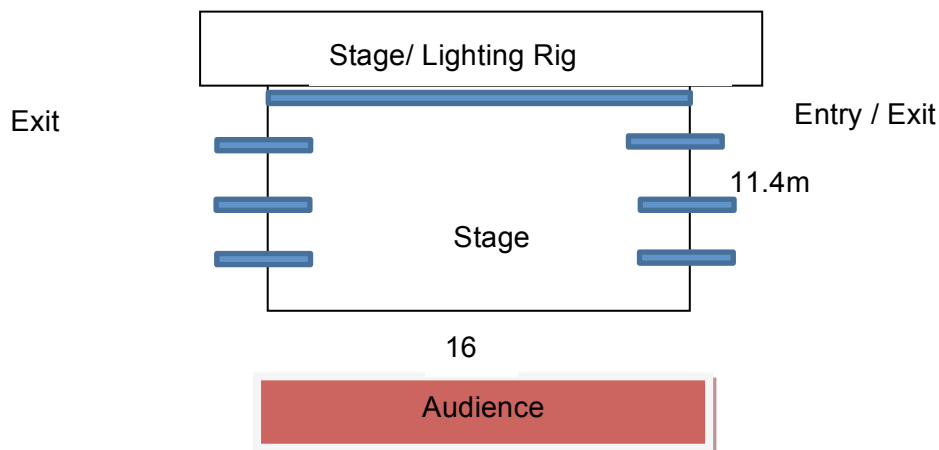 Stage/ Lighting Rig
Exit
Entry / Exit
11.4m
Stage
16
Audience